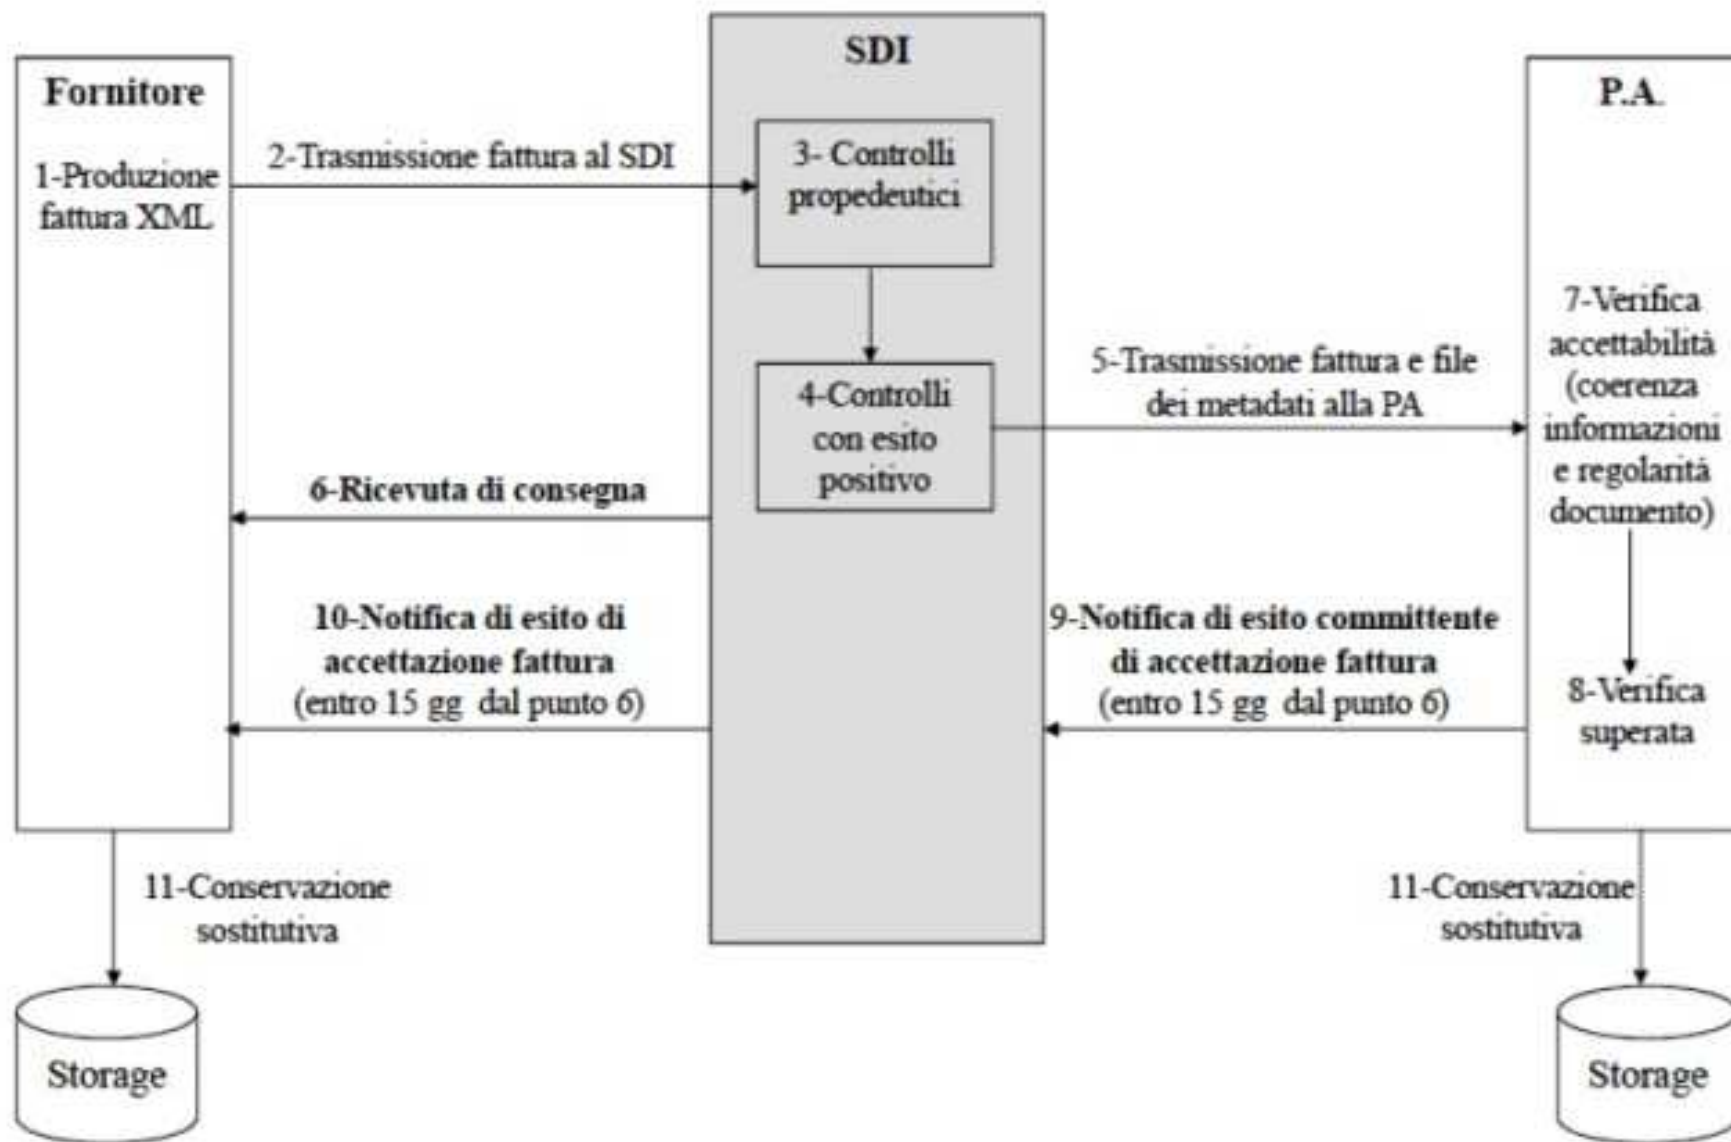 Fornitore
1-Produzione
fattura XML
2-Trasmissione fattura al SDI
SDI
3- Controlli
propedeutici
4-Controlli
con esito
positivo
5-Trasmissione fattura e file
dei metadati alla PA
P.A.
7-Verifica
accettabilità
(coerenza
informazioni
e regolarità
documento)
8-Verifica
superata
6-Ricevuta di consegna
10-Notifica di esito di
accettazione fattura
(entro 15 gg dal punto 6)
9-Notifica di esito committente
di accettazione fattura
(entro 15 gg dal punto 6)
11-Conservazione
sostitutiva
Storage
11-Conservazione
sostitutiva
Storage